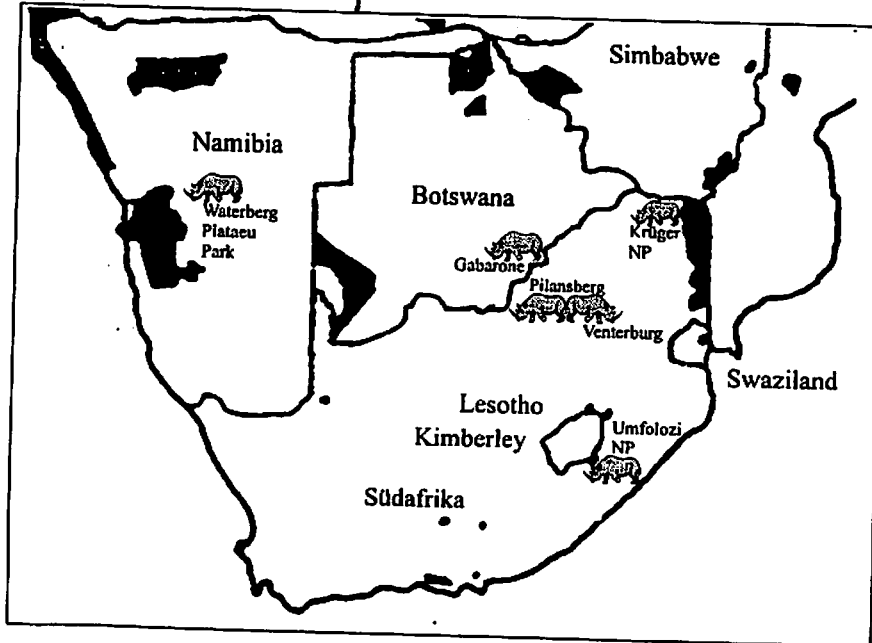 Simbabwe
Namibia
Botswana
Waterberg
Plataeu
Park
Krüger
NP
Gabarone
Pilansberg
Venterburg
Swaziland
Lesotho
Kimberley
Umfolozi
NP
Südafrika